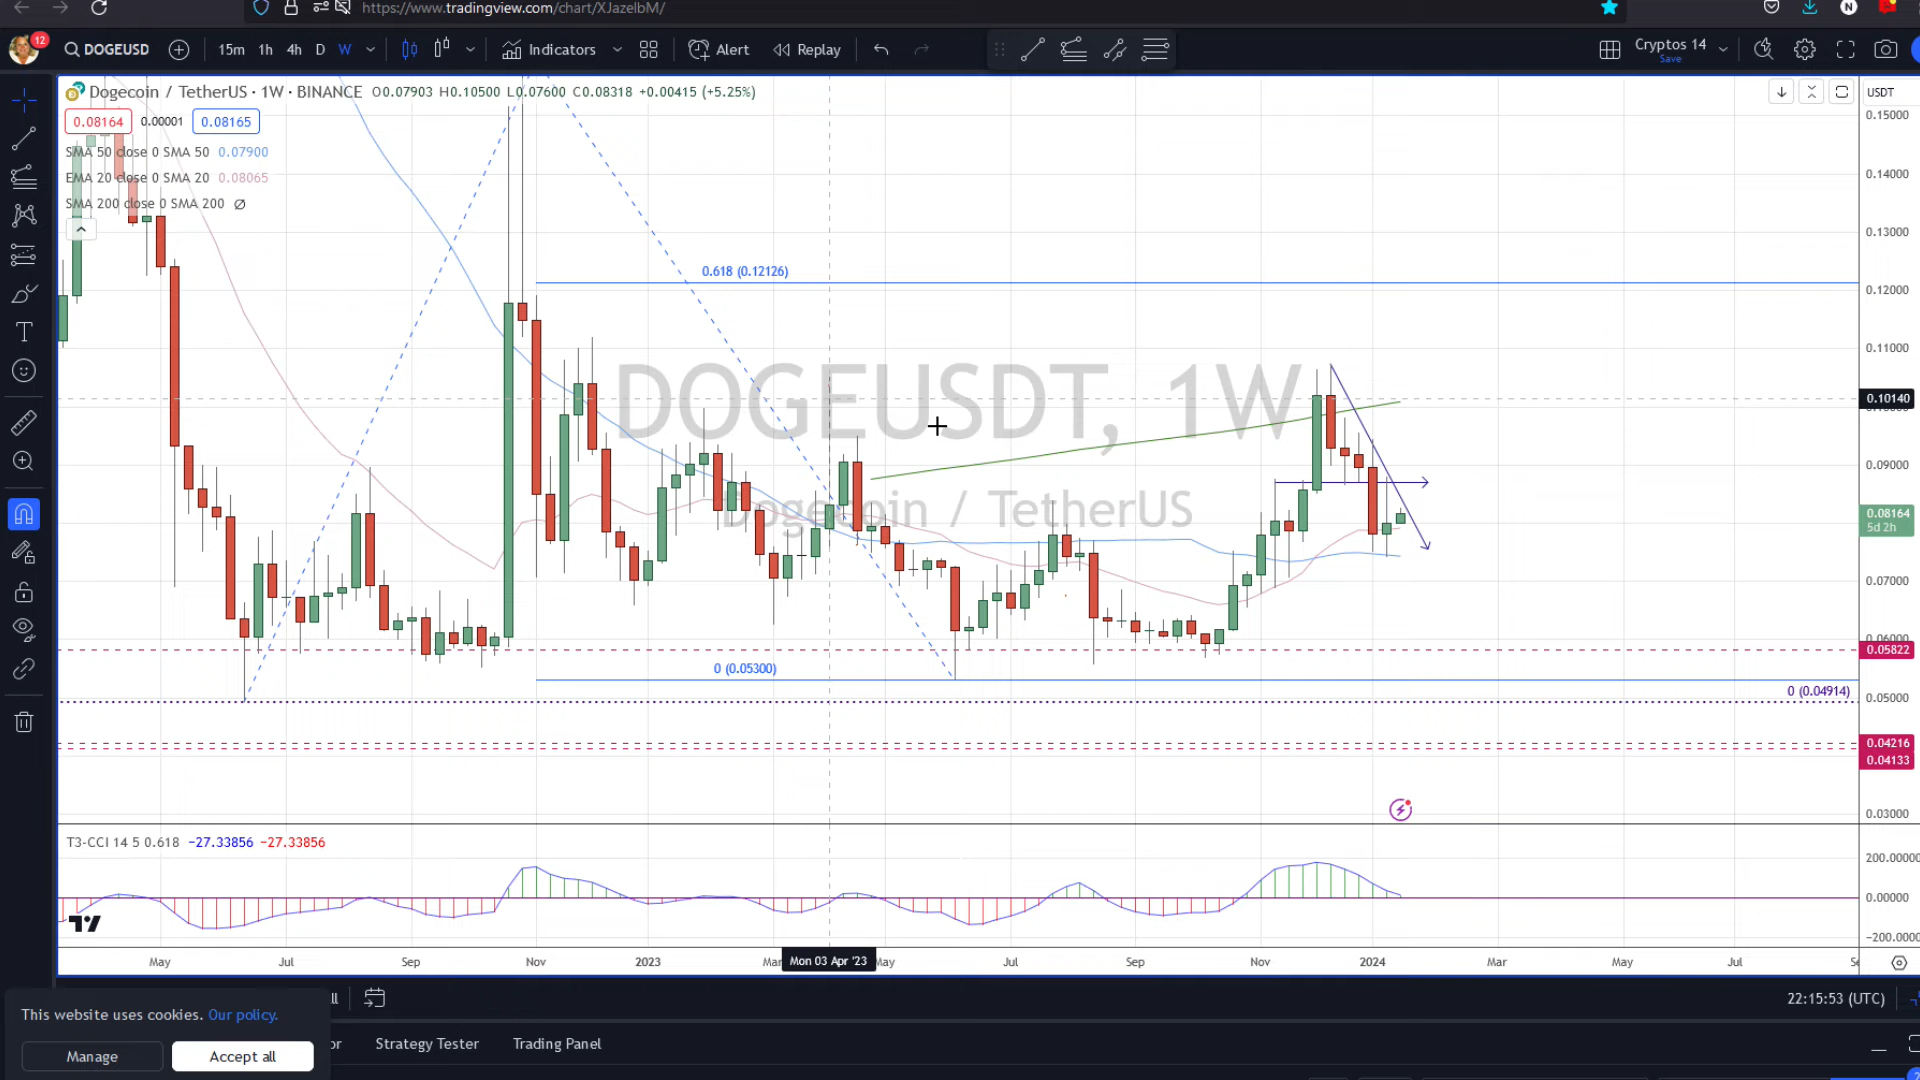 https://www.tradingview.com/chart/XJazelbM/
12
DOGEUSD
15m 1h 4h D W
Indicators
Alert
Replay
Cryptos 14
Save
N
Dogecoin / TetherUS · 1W · BINANCE O0.07903 H0.10500 L0.07600 C0.08318 +0.00415 (+5.25%)
USDT
0.08164 0.00001 0.08165
SMA 50 close 0 SMA 50 0.07900
EMA 20 close 0 SMA 20 0.08065
SMA 200 close 0 SMA 200 Ø
DOGEUSDT, 1W
Dogecoin / TetherUS
0.618 (0.12126)
0 (0.05300)
0 (0.04914)
0.15000
0.14000
0.13000
0.12000
0.11000
0.10140
0.09000
0.08164
5d 2h
0.07000
0.06000
0.05822
0.05000
0.04216
0.04133
0.03000
T3-CCI 14 5 0.618 −27.33856 −27.33856
200.0000
0.00000
−200.0000
May Jul Sep Nov 2023 Mar Mon 03 Apr '23 May Jul Sep Nov 2024 Mar May Jul
22:15:53 (UTC)
This website uses cookies. Our policy.
Manage
Accept all
Strategy Tester
Trading Panel